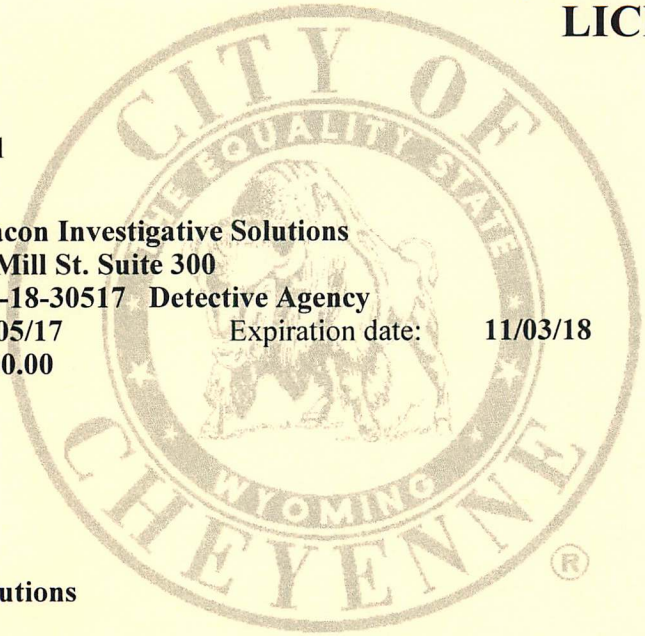 LIC
CITY OF
THE EQUALITY STATE
acon Investigative Solutions
Mill St. Suite 300
-18-30517 Detective Agency
05/17 Expiration date: 11/03/18
0.00
WYOMING
CHEYENNE
®
utions